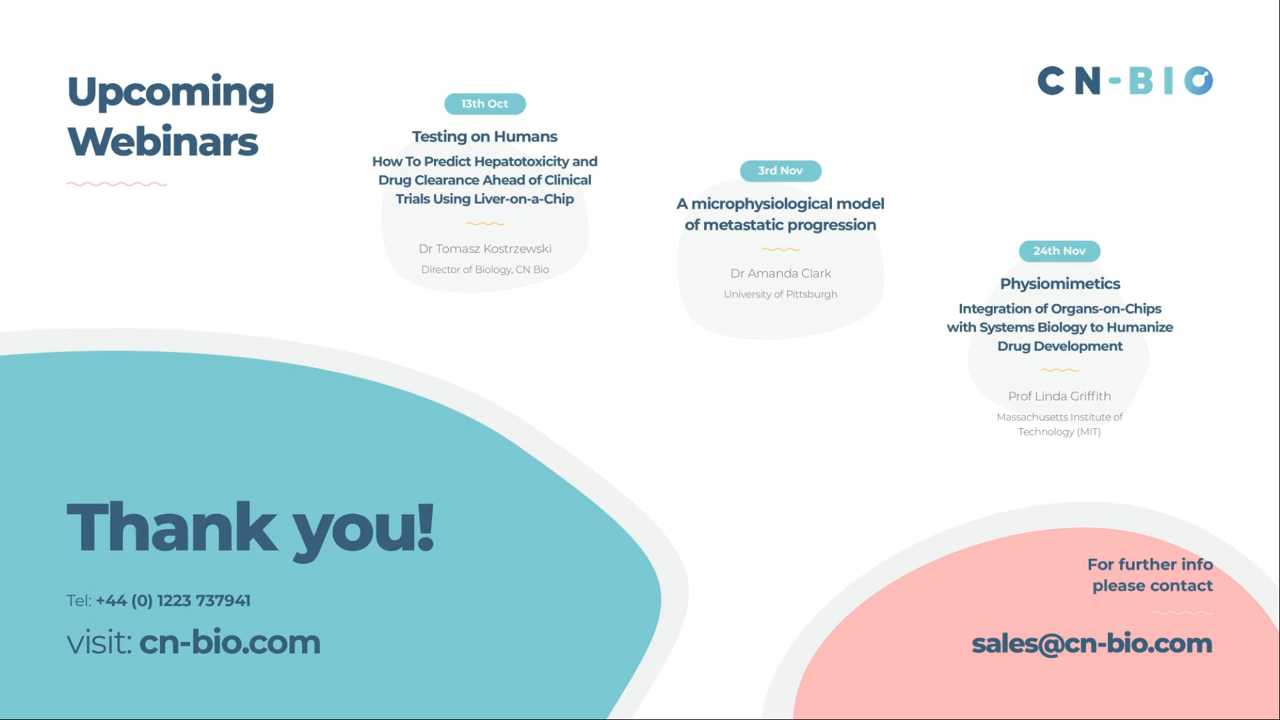 Upcoming
Webinars
CN-BIO
13th Oct
Testing on Humans
How To Predict Hepatotoxicity and
Drug Clearance Ahead of Clinical
Trials Using Liver-on-a-Chip
Dr Tomasz Kostrzewski
Director of Biology, CN Bio
3rd Nov
A microphysiological model
of metastatic progression
Dr Amanda Clark
University of Pittsburgh
24th Nov
Physiomimetics
Integration of Organs-on-Chips
with Systems Biology to Humanize
Drug Development
Prof Linda Griffith
Massachusetts Institute of
Technology (MIT)
Thank you!
Tel: +44 (0) 1223 737941
visit: cn-bio.com
For further info
please contact
sales@cn-bio.com